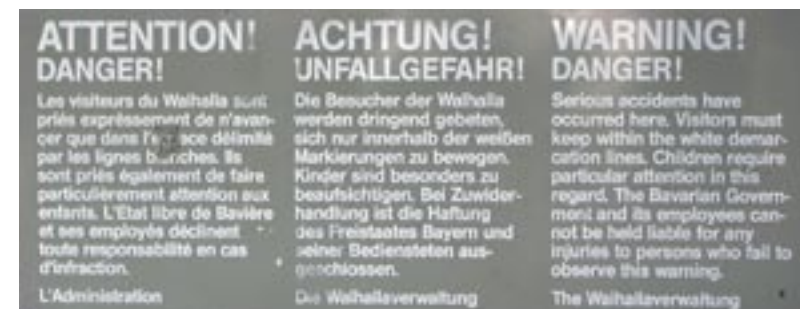 ATTENTION!
DANGER!
Les visiteurs du Walhalla sont
priés expressément de n'avan-
cer que dans l'espace délimité
par les lignes blanches. Ils
sont priés également de faire
particulièrement attention aux
enfants. L'Etat libre de Bavière
et ses employés déclinent
toute responsabilité en cas
d'infraction.
L'Administration
ACHTUNG!
UNFALLGEFAHR!
Die Besucher der Walhalla
werden dringend gebeten,
sich nur innerhalb der weißen
Markierungen zu bewegen.
Kinder sind besonders zu
beaufsichtigen. Bei Zuwider-
handlung ist die Haftung
des Freistaates Bayern und
seiner Bediensteten aus-
geschlossen.
Die Walhallaverwaltung
WARNING!
DANGER!
Serious accidents have
occurred here. Visitors must
keep within the white demar-
cation lines. Children require
particular attention in this
regard. The Bavarian Govern-
ment and its employees can-
not be held liable for any
injuries to persons who fail to
observe this warning.
The Walhallaverwaltung